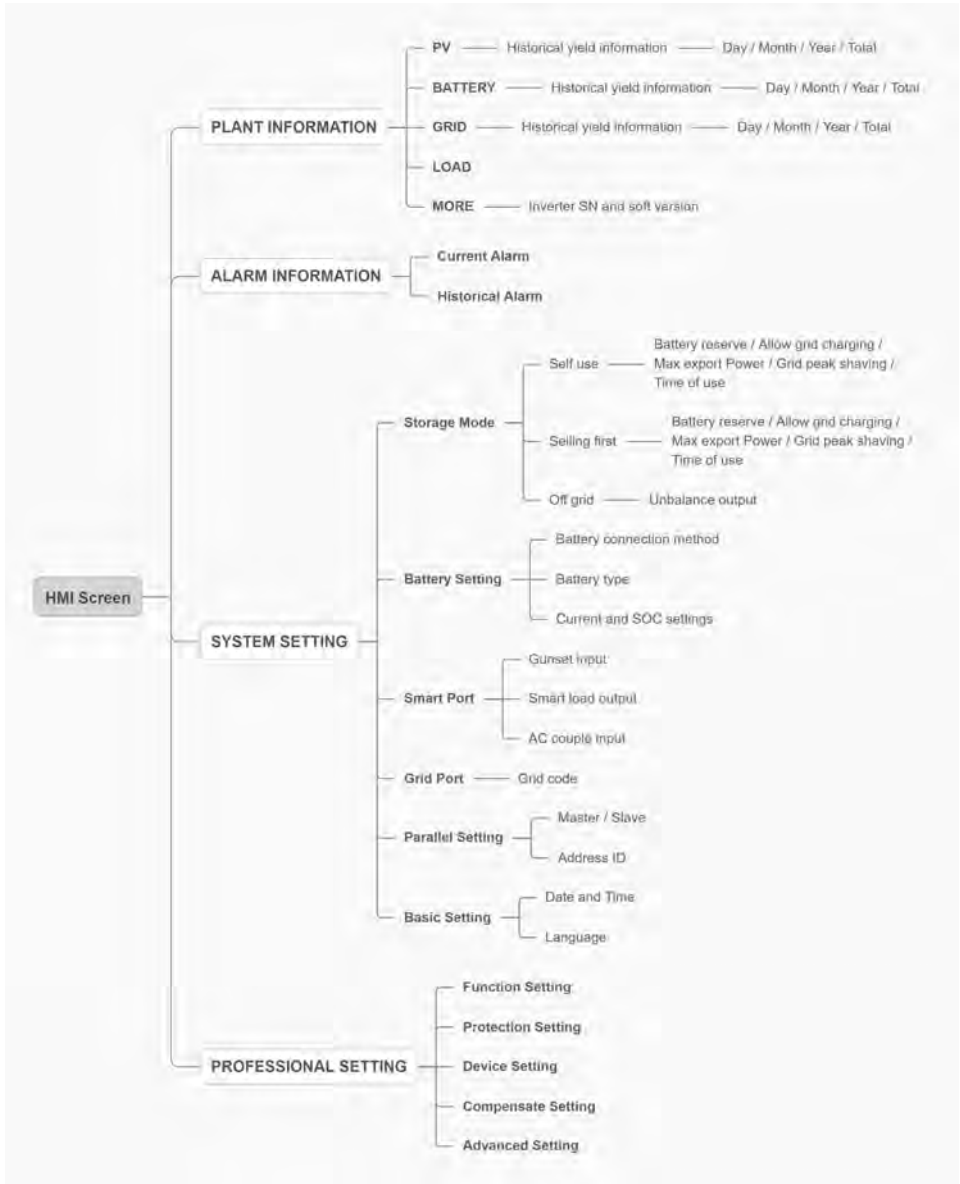 PV
Historical yield information
Day / Month / Year / Total
BATTERY
Historical yield information
Day / Month / Year / Total
PLANT INFORMATION
GRID
Historical yield information
Day / Month / Year / Total
LOAD
MORE
Inverter SN and soft version
ALARM INFORMATION
Current Alarm
Historical Alarm
HMI Screen
SYSTEM SETTING
Storage Mode
Self use
Battery reserve / Allow grid charging /
Max export Power / Grid peak shaving /
Time of use
Selling first
Battery reserve / Allow grid charging /
Max export Power / Grid peak shaving /
Time of use
Off grid
Unbalance output
Battery Setting
Battery connection method
Battery type
Current and SOC settings
Smart Port
Gunset input
Smart load output
AC couple input
Grid Port
Grid code
Parallel Setting
Master / Slave
Address ID
Basic Setting
Date and Time
Language
PROFESSIONAL SETTING
Function Setting
Protection Setting
Device Setting
Compensate Setting
Advanced Setting